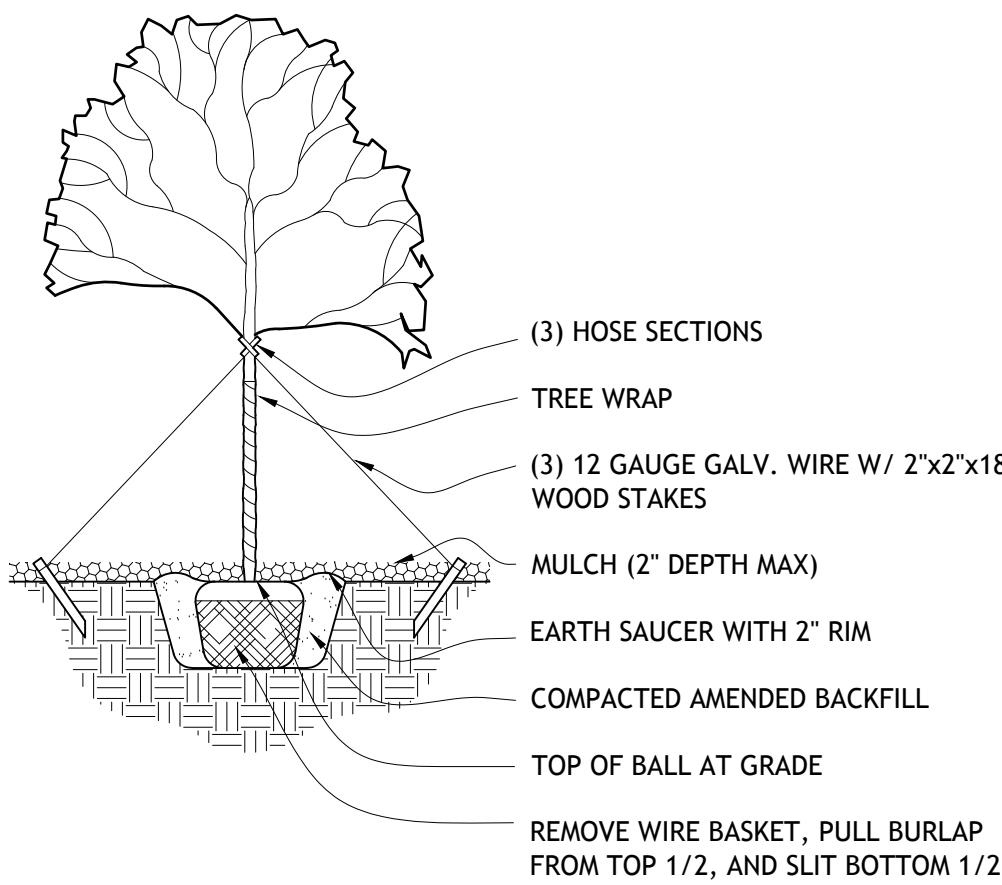 (3) HOSE SECTIONS
TREE WRAP
(3) 12 GAUGE GALV. WIRE W/ 2"x2"x18
WOOD STAKES
MULCH (2" DEPTH MAX)
EARTH SAUCER WITH 2" RIM
COMPACTED AMENDED BACKFILL
TOP OF BALL AT GRADE
REMOVE WIRE BASKET, PULL BURLAP
FROM TOP 1/2, AND SLIT BOTTOM 1/2